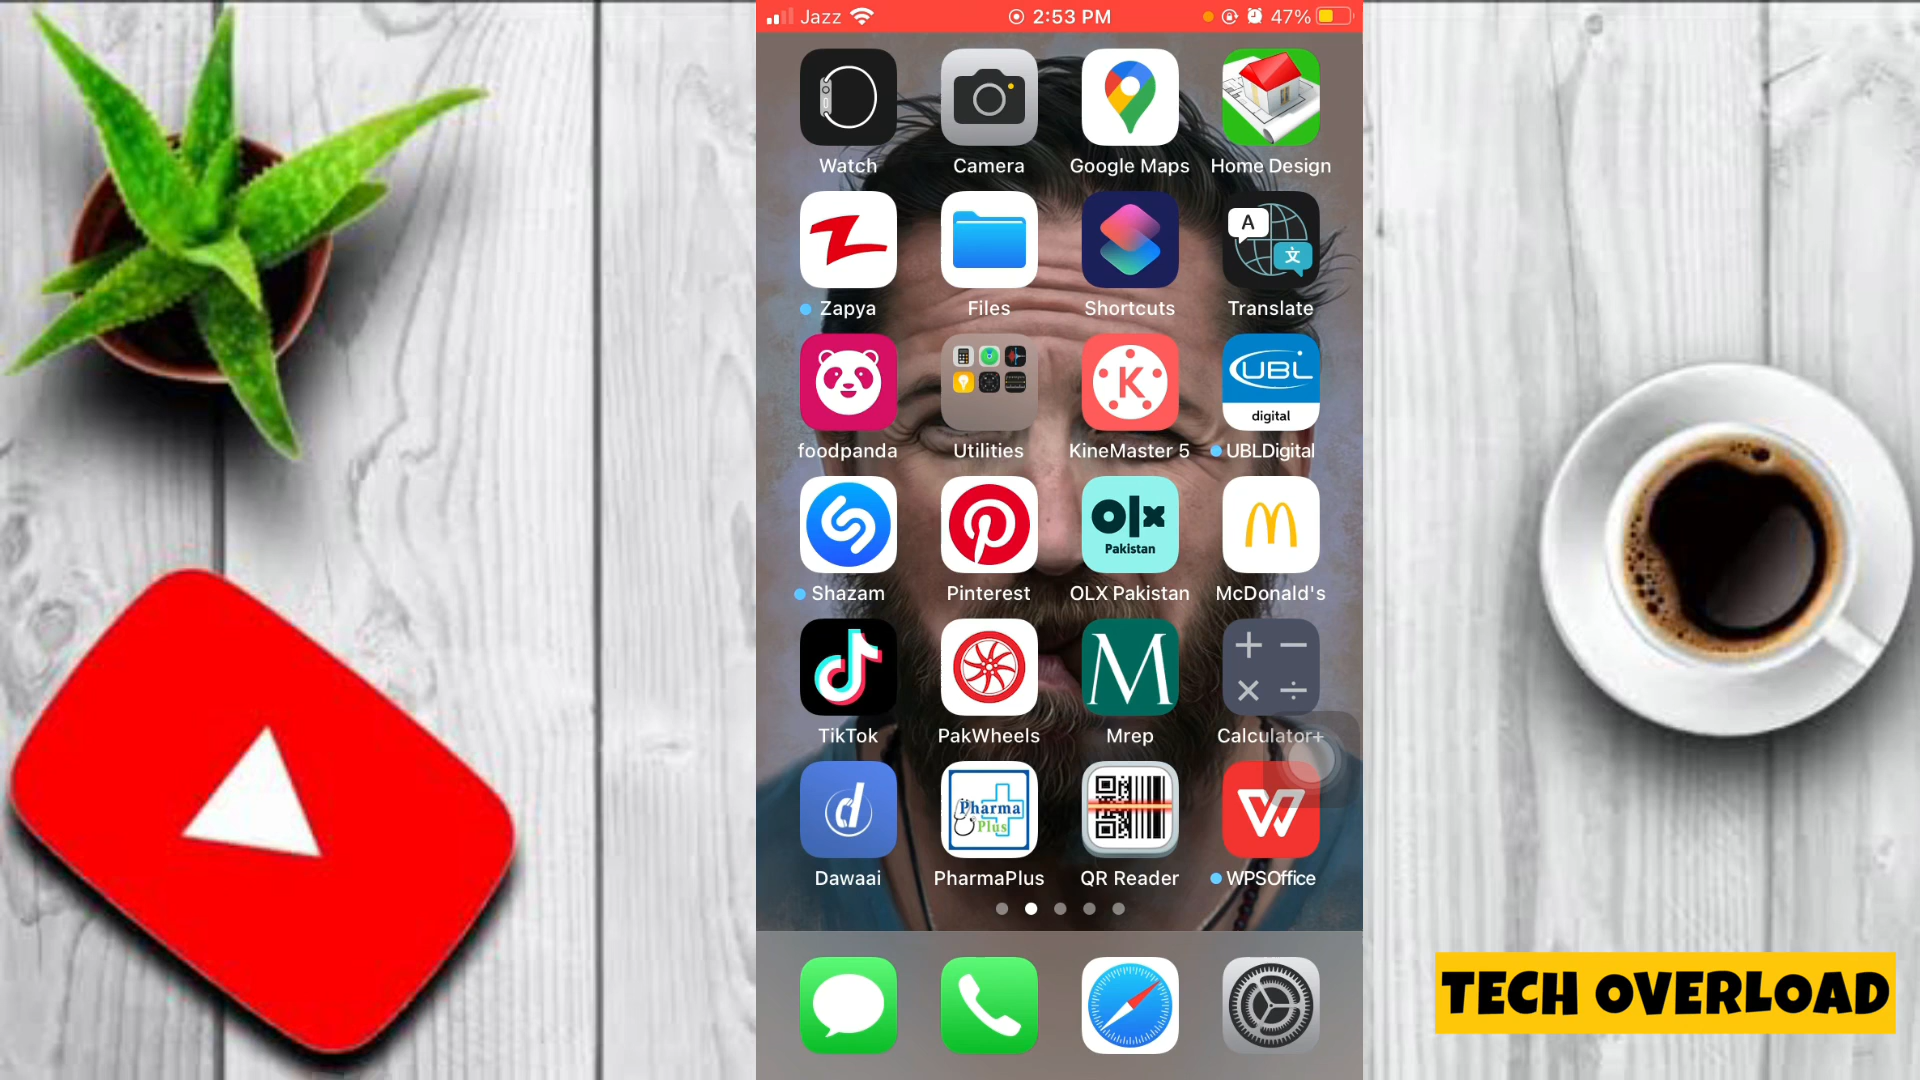 Jazz 2:53 PM 47%
Watch Camera Google Maps Home Design
A 文
Zapya Files Shortcuts Translate
K UBL
digital
foodpanda Utilities KineMaster 5 UBLDigital
olx
Pakistan
Shazam Pinterest OLX Pakistan McDonald's
M
TikTok PakWheels Mrep Calculator+
Pharma
Plus
Dawaai PharmaPlus QR Reader WPSOffice
TECH OVERLOAD